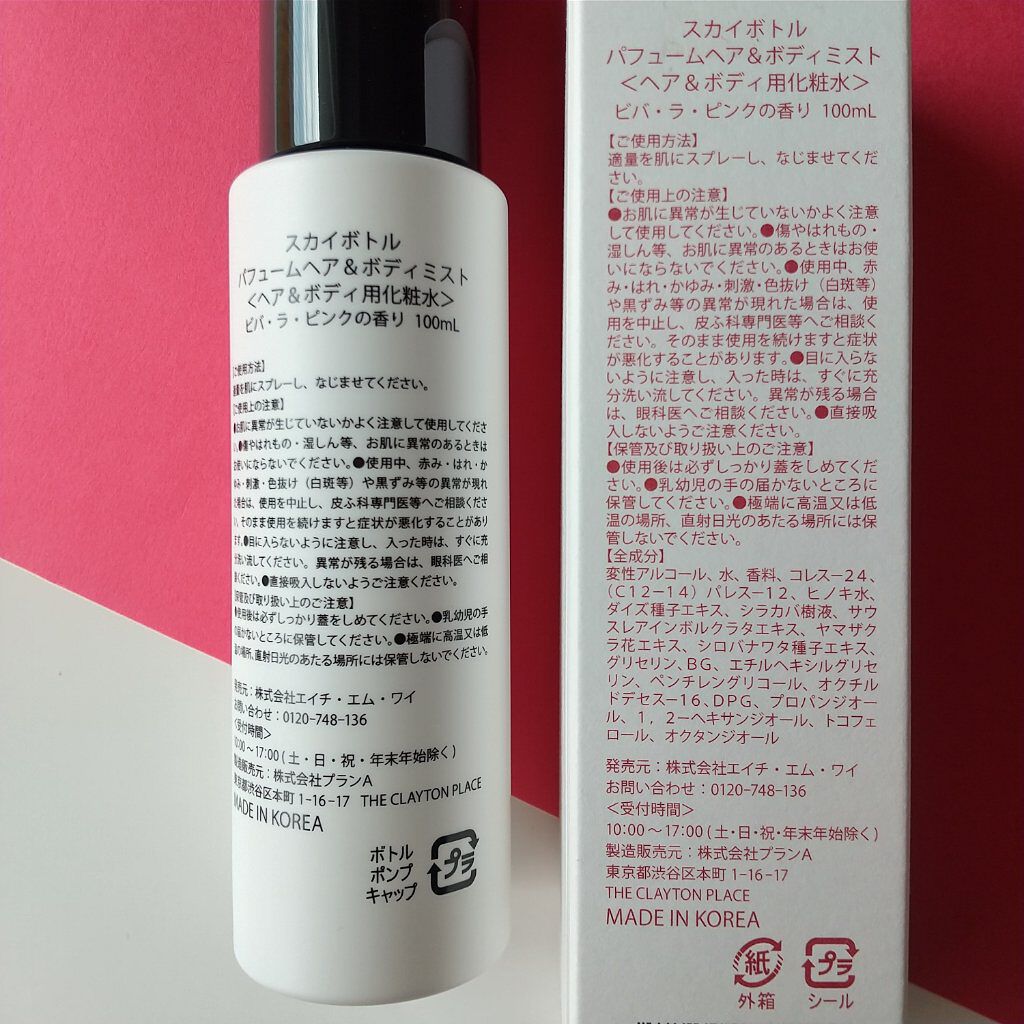 スカイボトル
パフュームヘア＆ボディミスト
＜ヘア＆ボディ用化粧水＞
ビバ・ラ・ピンクの香り 100mL
【ご使用方法】
適量を肌にスプレーし、なじませてください。
【ご使用上の注意】
●お肌に異常が生じていないかよく注意して使用してくださ
い。●傷やはれもの・湿しん等、お肌に異常のあるときは
お使いにならないでください。●使用中、赤み・はれ・か
ゆみ・刺激・色抜け（白斑等）や黒ずみ等の異常が現れ
た場合は、使用を中止し、皮ふ科専門医等へご相談くださ
い。そのまま使用を続けますと症状が悪化することがあり
ます。●目に入らないように注意し、入った時は、すぐに充
分洗い流してください。異常が残る場合は、眼科医へご相
談ください。●直接吸入しないようご注意ください。
【保管及び取り扱い上のご注意】
●使用後は必ずしっかり蓋をしめてください。●乳幼児の手
の届かないところに保管してください。●極端に高温又は低
温の場所、直射日光のあたる場所には保管しないでください。
発売元：株式会社エイチ・エム・ワイ
お問い合わせ：0120-748-136
＜受付時間＞
10:00～17:00 (土・日・祝・年末年始除く)
製造販売元：株式会社プランA
東京都渋谷区本町 1-16-17 THE CLAYTON PLACE
MADE IN KOREA
ボトル
ポンプ
キャップ
プラ
スカイボトル
パフュームヘア＆ボディミスト
＜ヘア＆ボディ用化粧水＞
ビバ・ラ・ピンクの香り 100mL
【ご使用方法】
適量を肌にスプレーし、なじませてくだ
さい。
【ご使用上の注意】
●お肌に異常が生じていないかよく注意
して使用してください。●傷やはれもの・
湿しん等、お肌に異常のあるときはお使
いにならないでください。●使用中、赤
み・はれ・かゆみ・刺激・色抜け（白斑等）
や黒ずみ等の異常が現れた場合は、使
用を中止し、皮ふ科専門医等へご相談く
ださい。そのまま使用を続けますと症状
が悪化することがあります。●目に入らな
いように注意し、入った時は、すぐに充
分洗い流してください。異常が残る場合
は、眼科医へご相談ください。●直接吸
入しないようご注意ください。
【保管及び取り扱い上のご注意】
●使用後は必ずしっかり蓋をしめてくだ
さい。●乳幼児の手の届かないところに
保管してください。●極端に高温又は低
温の場所、直射日光のあたる場所には保
管しないでください。
【全成分】
変性アルコール、水、香料、コレス－２４、
（Ｃ１２－１４）パレス－１２、ヒノキ水、
ダイズ種子エキス、シラカバ樹液、サウ
スレアインボルクラタエキス、ヤマザク
ラ花エキス、シロバナワタ種子エキス、
グリセリン、ＢＧ、エチルヘキシルグリセ
リン、ペンチレングリコール、オクチル
ドデセス－16、ＤＰＧ、プロパンジオー
ル、１，２－ヘキサンジオール、トコフェ
ロール、オクタンジオール
発売元：株式会社エイチ・エム・ワイ
お問い合わせ：0120-748-136
＜受付時間＞
10:00～17:00 (土・日・祝・年末年始除く)
製造販売元：株式会社プランA
東京都渋谷区本町 1-16-17
THE CLAYTON PLACE
MADE IN KOREA
紙 プラ
外箱 シール